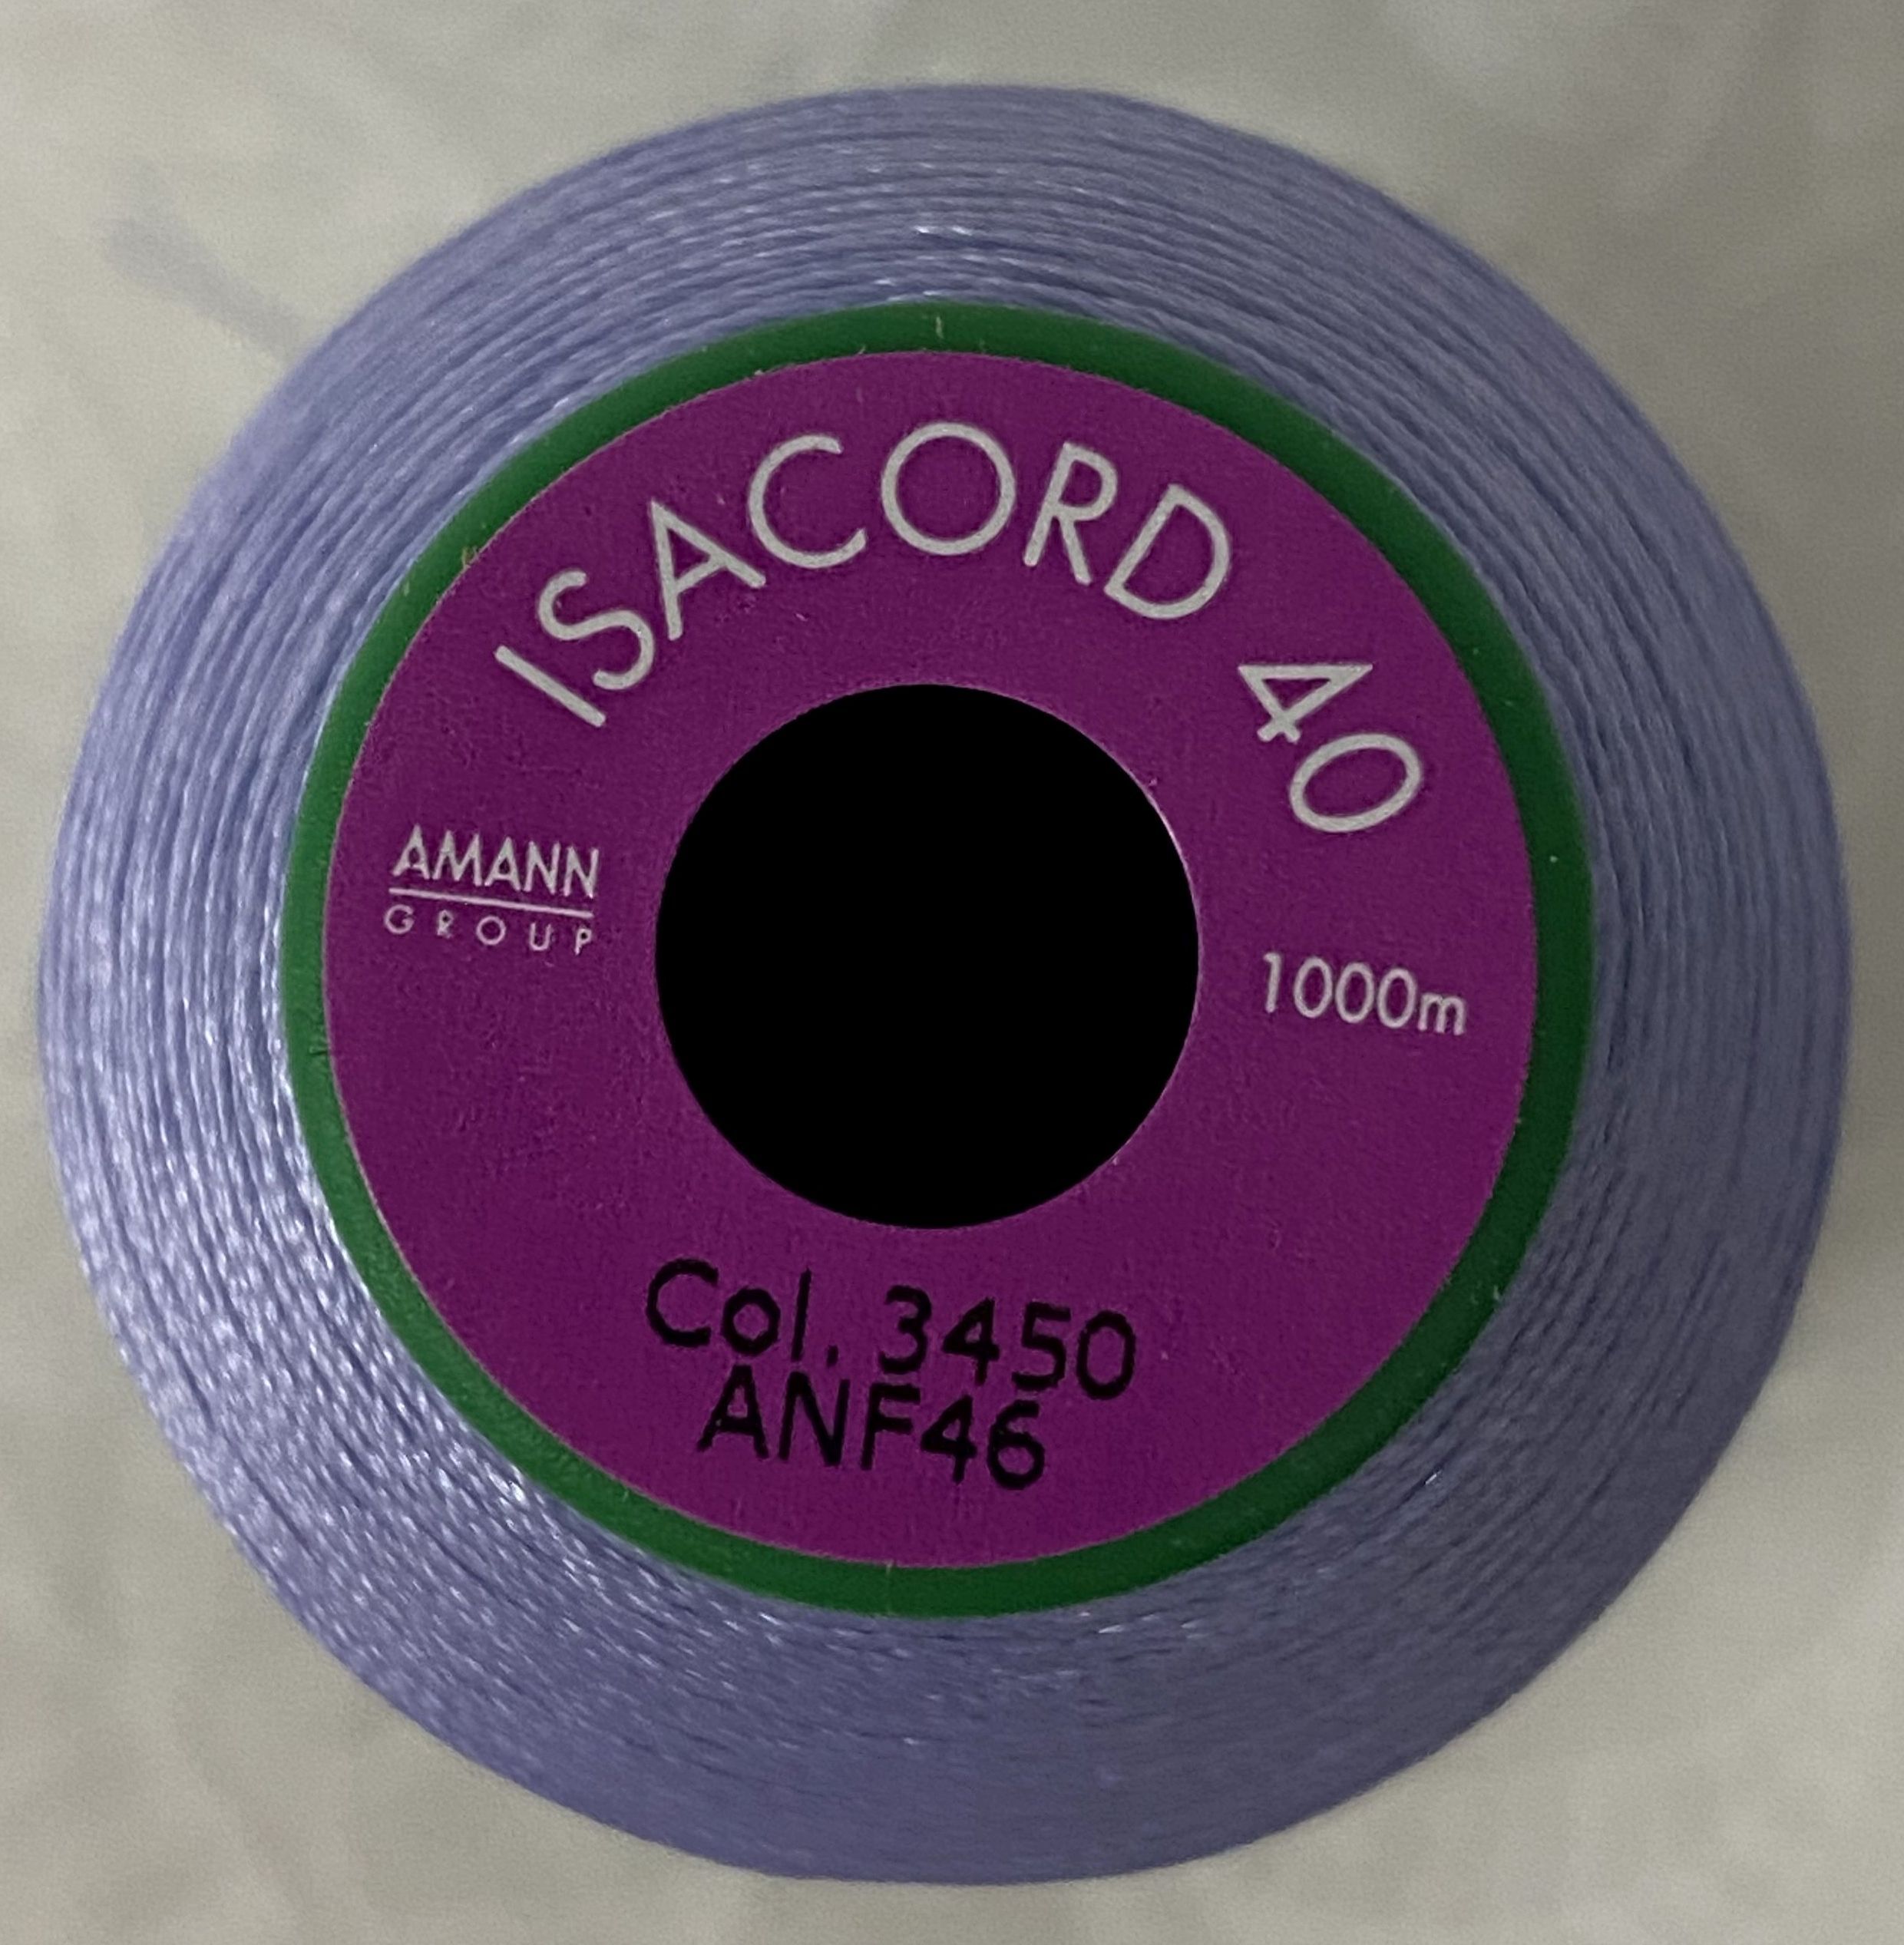 ISACORD 40
AMANN
GROUP
1000m
Col. 3450
ANF46